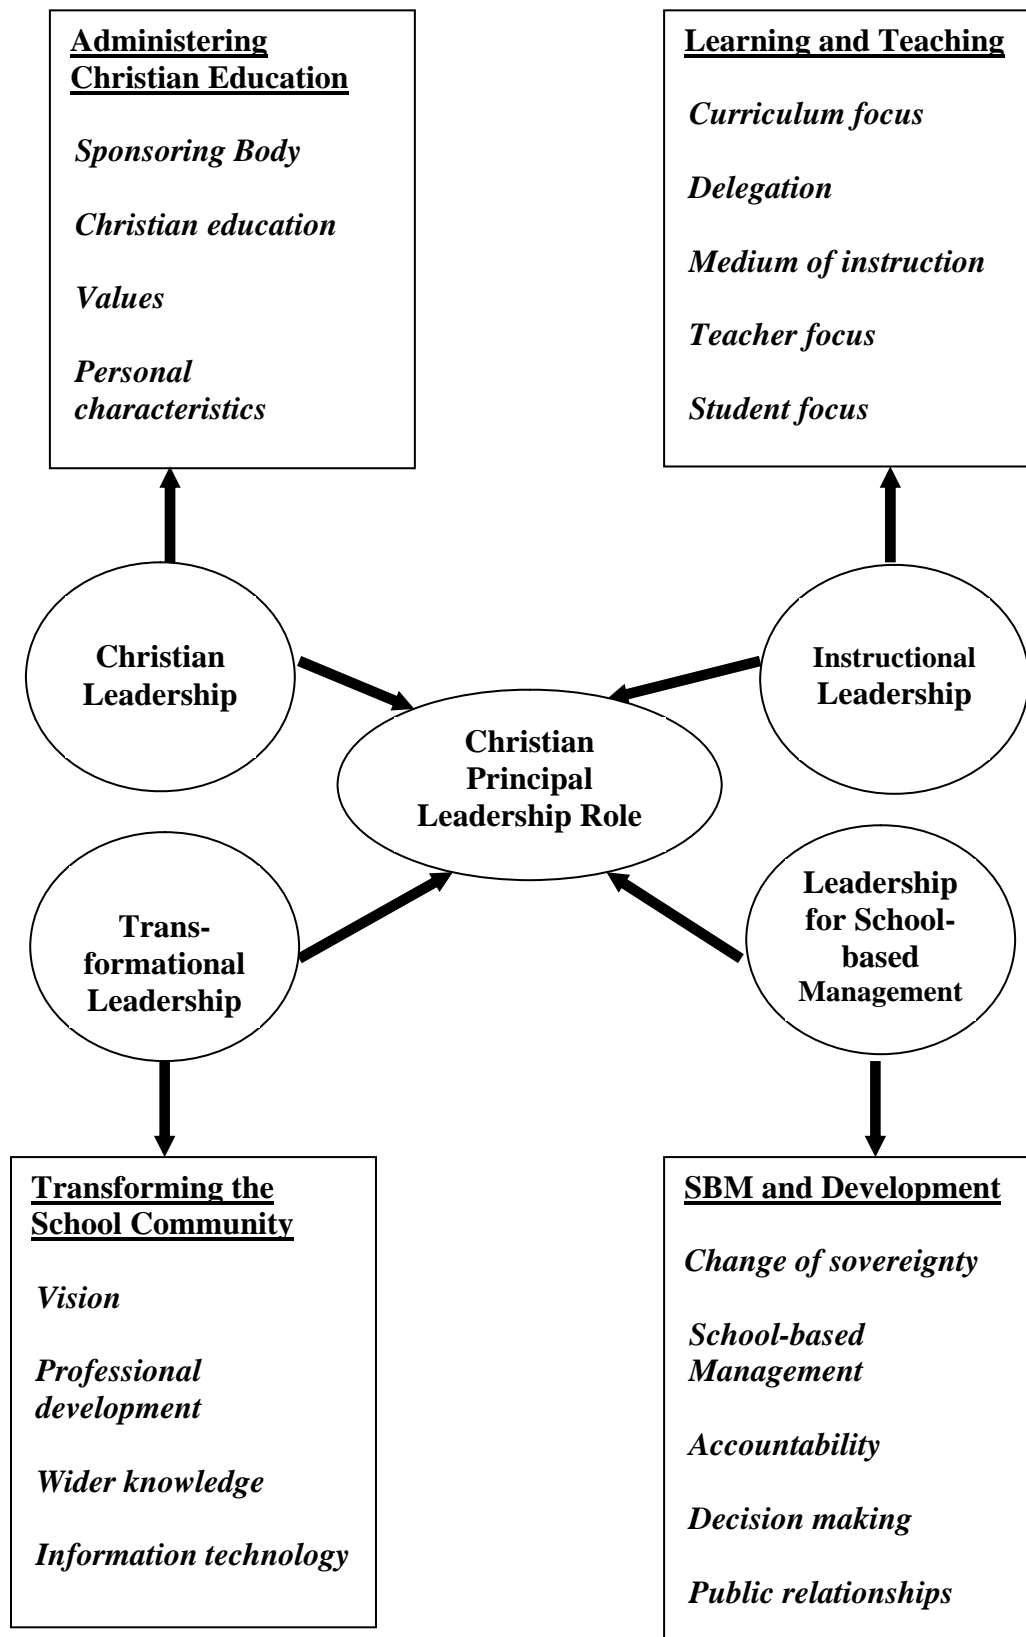 Administering
Christian Education
Sponsoring Body
Christian education
Values
Personal
characteristics
Learning and Teaching
Curriculum focus
Delegation
Medium of instruction
Teacher focus
Student focus
Christian
Leadership
Instructional
Leadership
Christian
Principal
Leadership Role
Trans-
formational
Leadership
Leadership
for School-
based
Management
Transforming the
School Community
Vision
Professional
development
Wider knowledge
Information technology
SBM and Development
Change of sovereignty
School-based
Management
Accountability
Decision making
Public relationships